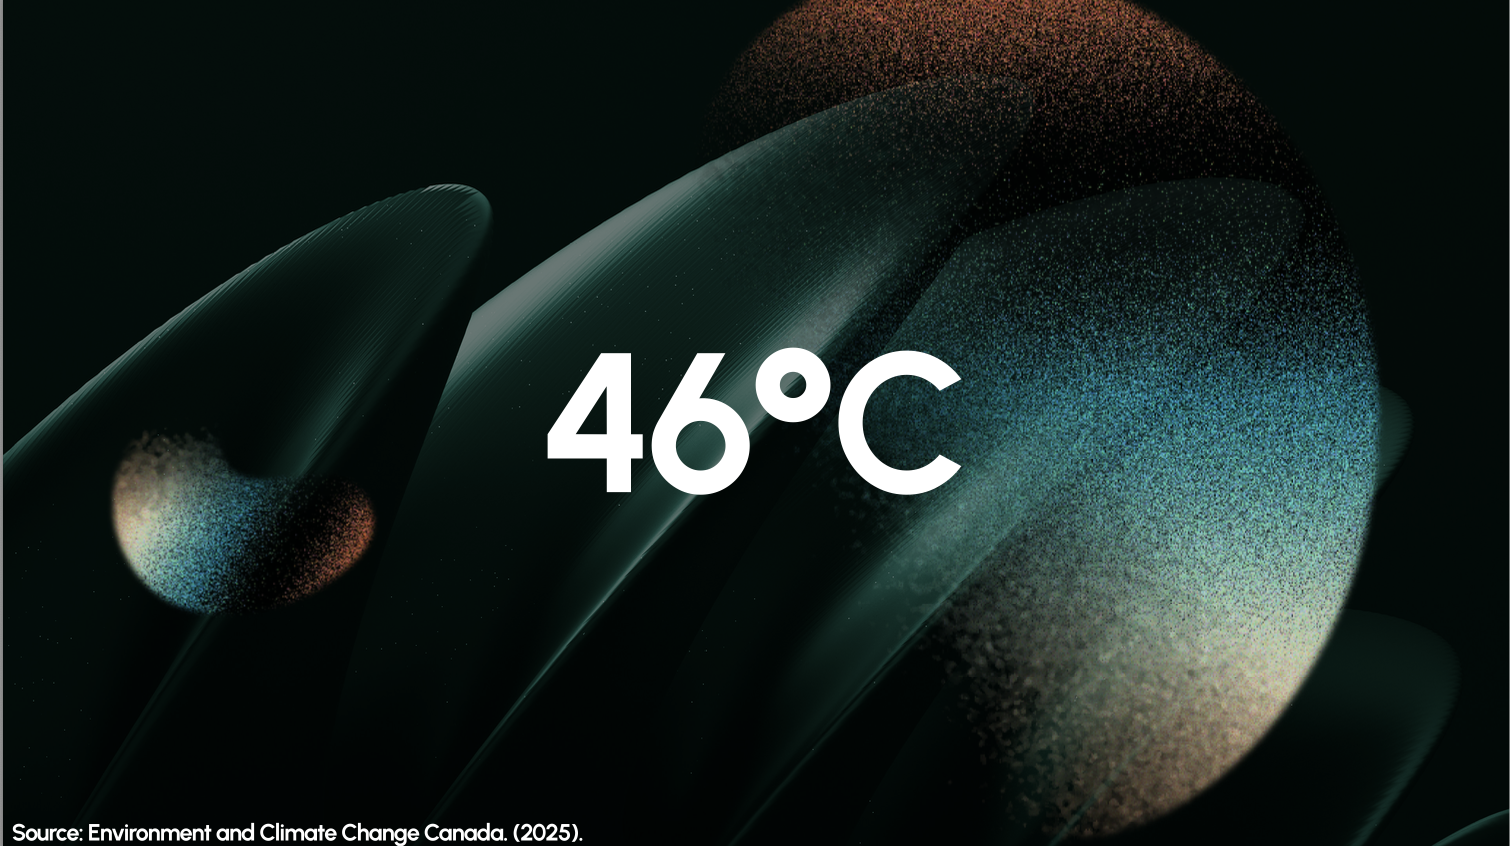 46°C
Source: Environment and Climate Change Canada. (2025).